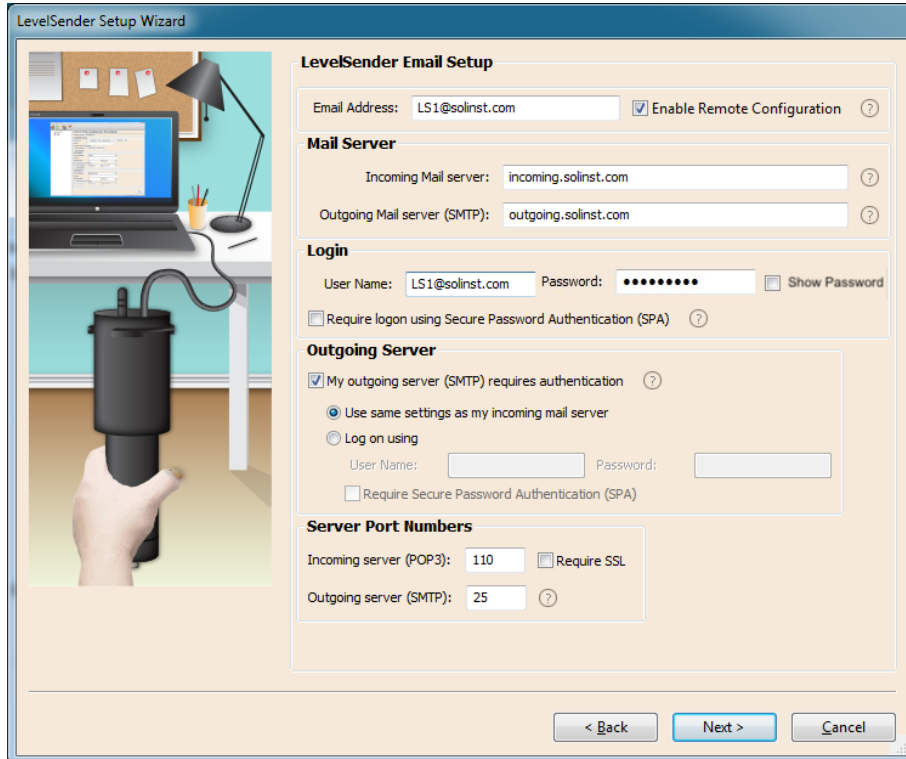 LevelSender Setup Wizard
LevelSender Email Setup
Email Address: LS1@solinst.com Enable Remote Configuration ?
Mail Server
Incoming Mail server: incoming.solinst.com ?
Outgoing Mail server (SMTP): outgoing.solinst.com ?
Login
User Name: LS1@solinst.com Password: ●●●●●●●●● Show Password
Require logon using Secure Password Authentication (SPA) ?
Outgoing Server
My outgoing server (SMTP) requires authentication ?
Use same settings as my incoming mail server
Log on using
User Name: Password:
Require Secure Password Authentication (SPA)
Server Port Numbers
Incoming server (POP3): 110 Require SSL
Outgoing server (SMTP): 25 ?
< Back Next > Cancel